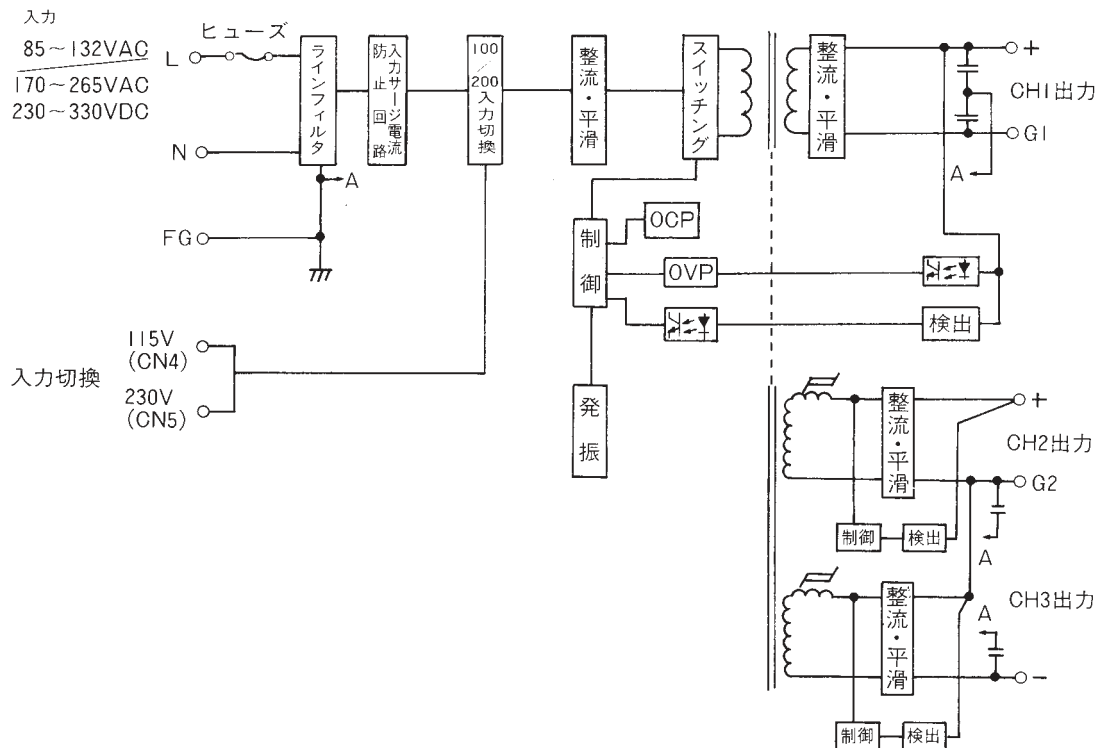 入力
85～132VAC
170～265VAC
230～330VDC
L
ヒューズ
N
FG
ラインフィルタ
A
入力サージ電流
防止回路
100/200入力切換
整流・平滑
スイッチング
整流・平滑
+
CH1出力
G1
A
制御
OCP
OVP
検出
発振
入力切換
115V
(CN4)
230V
(CN5)
整流・平滑
+
CH2出力
G2
A
制御
検出
整流・平滑
CH3出力
A
-
制御
検出